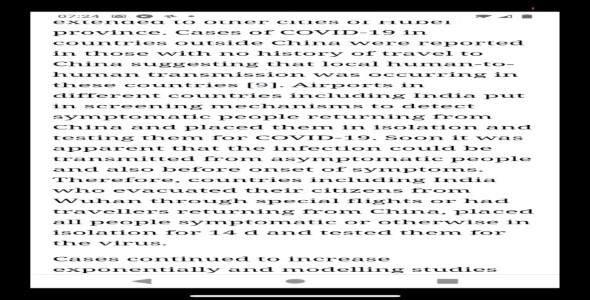 07:24
extended to other cities of Hubei
province. Cases of COVID-19 in
countries outside China were reported
in those with no history of travel to
China suggesting that local human-to-
human transmission was occurring in
these countries [9]. Airports in
different countries including India put
in screening mechanisms to detect
symptomatic people returning from
China and placed them in isolation and
testing them for COVID-19. Soon it was
apparent that the infection could be
transmitted from asymptomatic people
and also before onset of symptoms.
Therefore, countries including India
who evacuated their citizens from
Wuhan through special flights or had
travellers returning from China, placed
all people symptomatic or otherwise in
isolation for 14 d and tested them for
the virus.
Cases continued to increase
exponentially and modelling studies